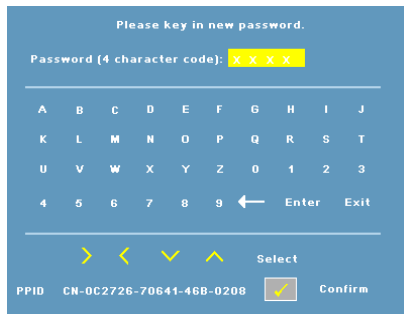 Please key in new password.
Password (4 character code): X X X X
A B C D E F G H I J
K L M N O P Q R S T
U V W X Y Z 0 1 2 3
4 5 6 7 8 9 ← Enter Exit
Select
PPID CN-0C2726-70641-46B-0208 ✓ Confirm